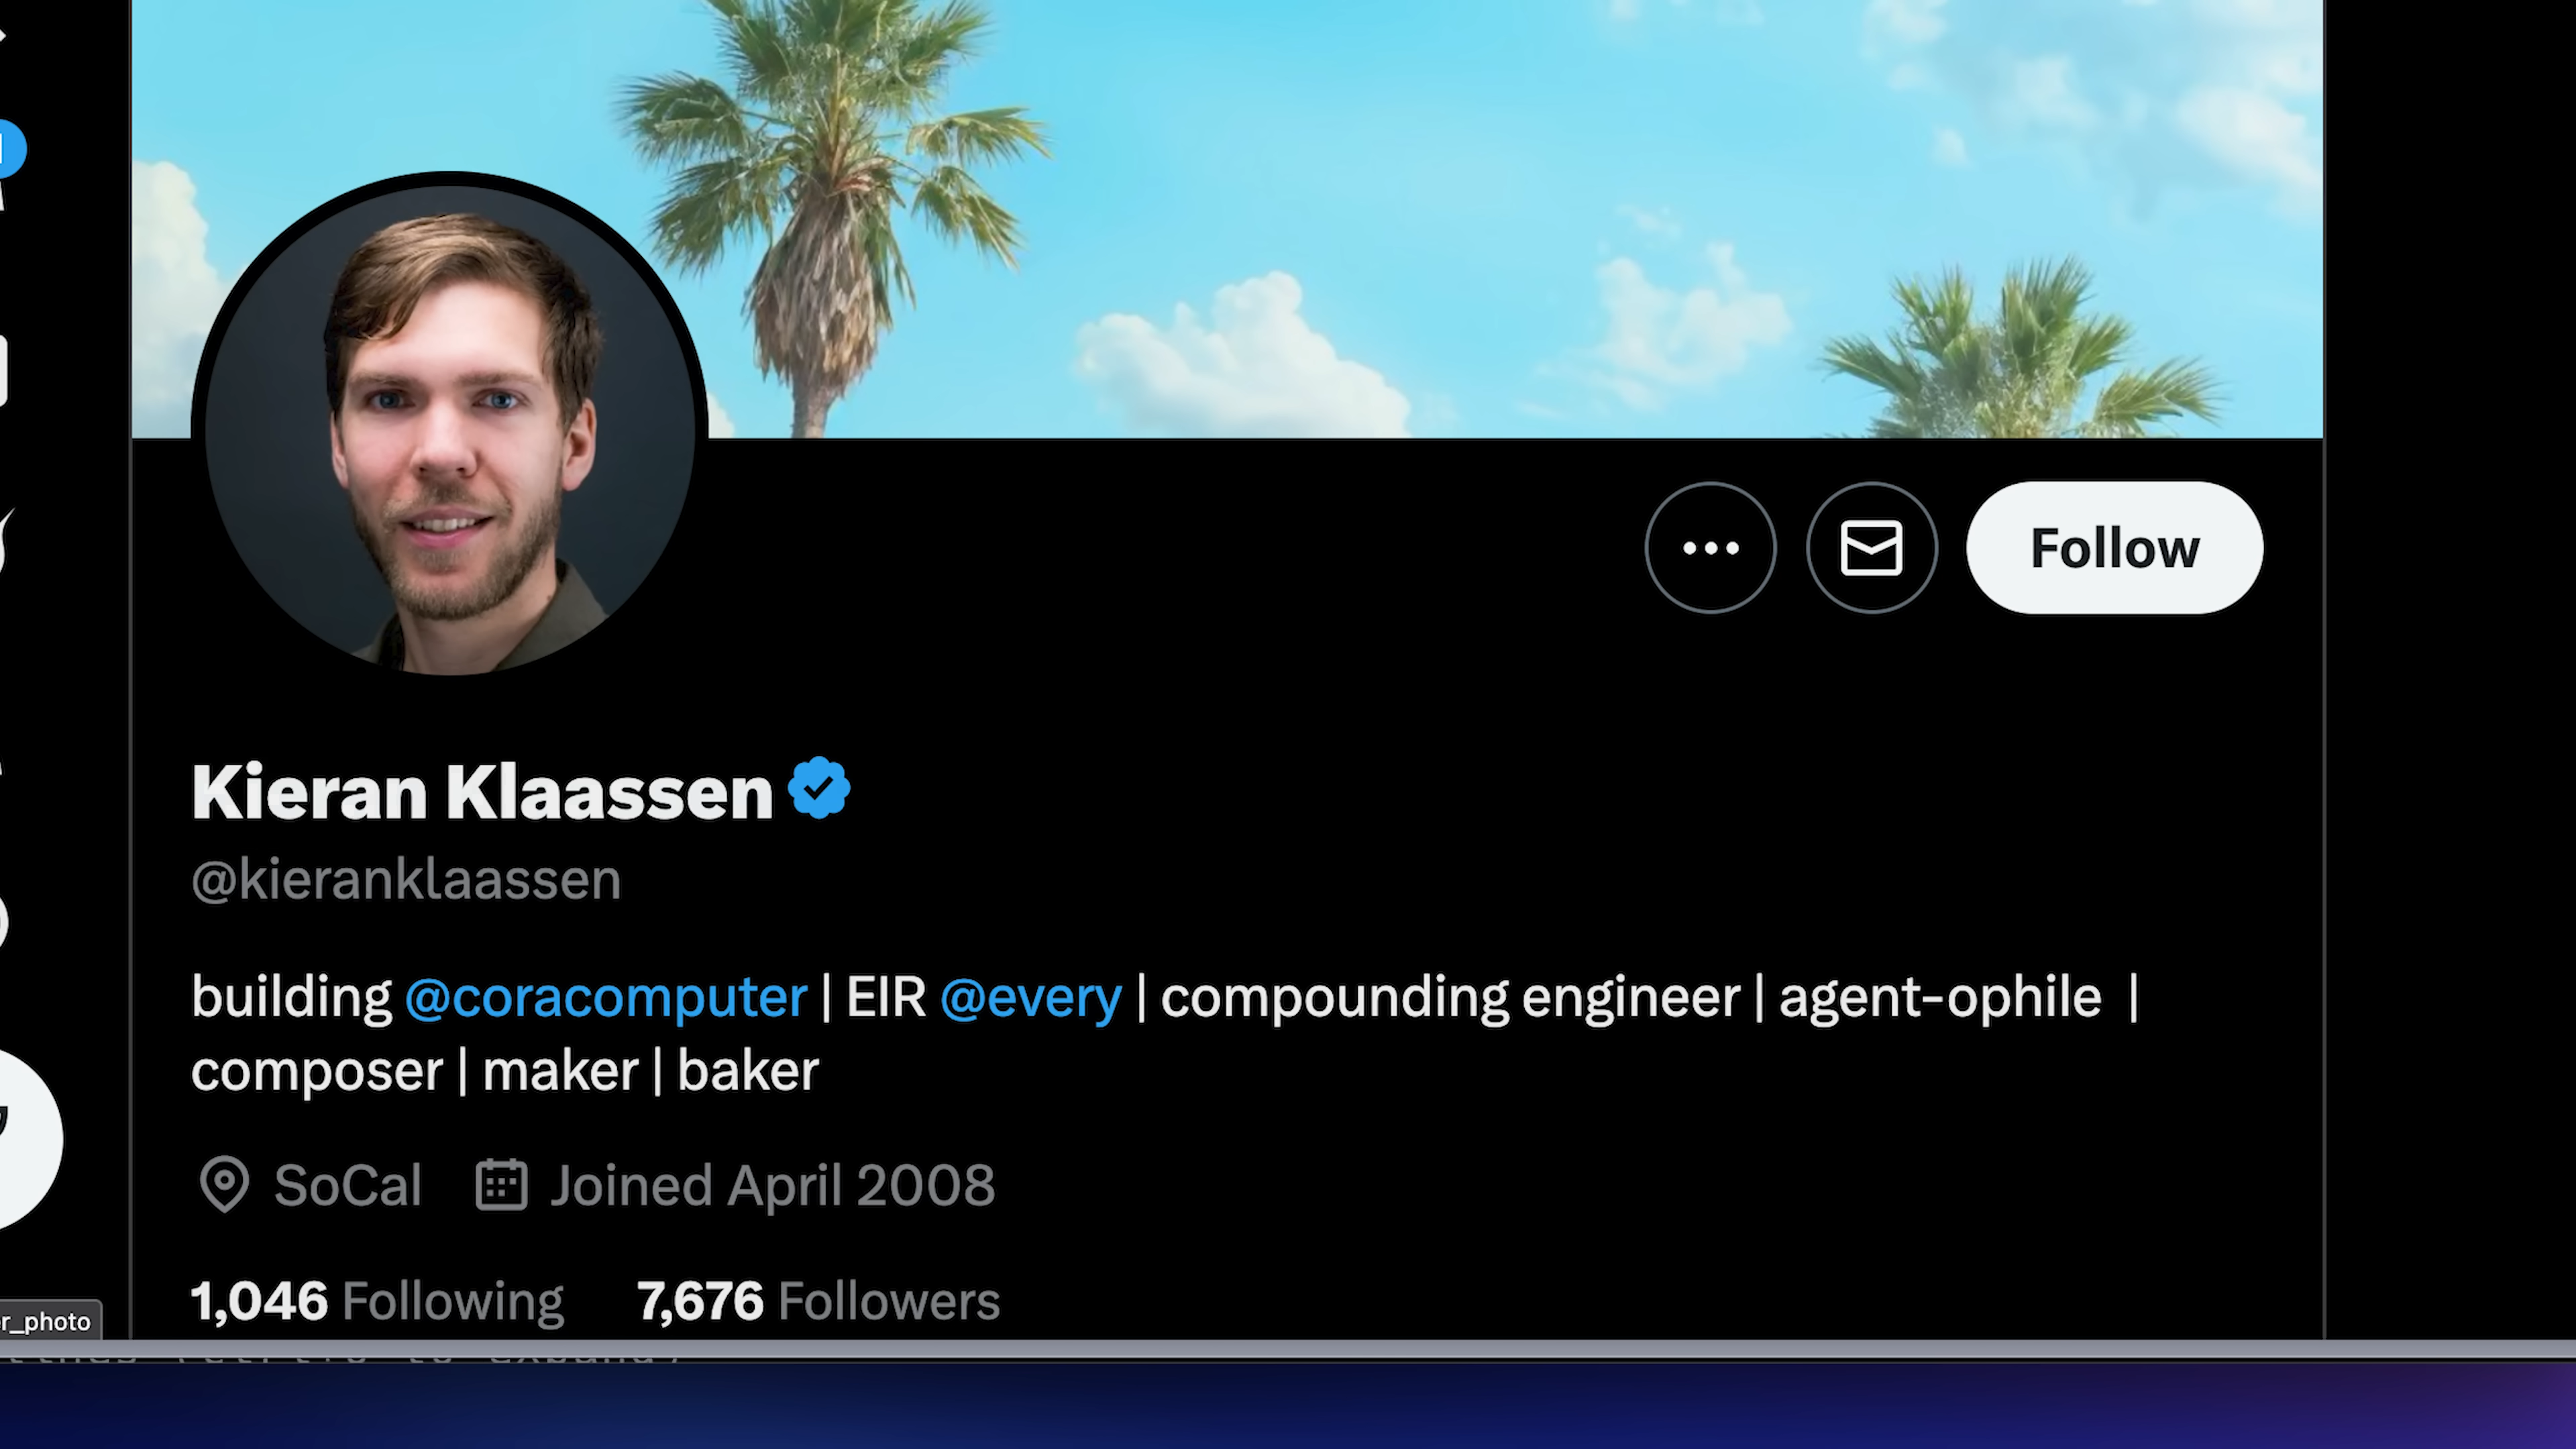 Follow
Kieran Klaassen
@kieranklaassen
building @coracomputer | EIR @every | compounding engineer | agent-ophile |
composer | maker | baker
SoCal Joined April 2008
1,046 Following 7,676 Followers
r_photo